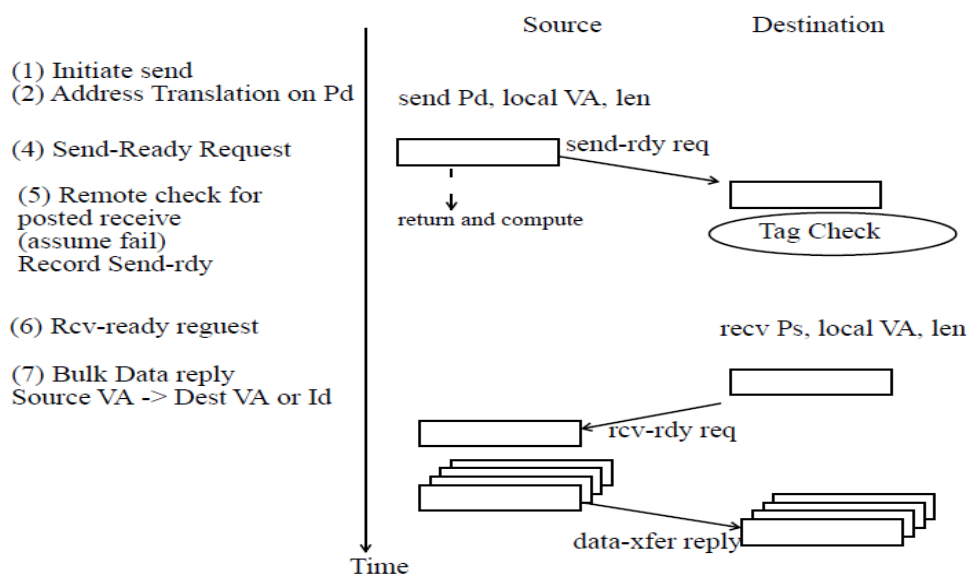 Source
Destination
(1) Initiate send
(2) Address Translation on Pd
send Pd, local VA, len
(4) Send-Ready Request
send-rdy req
(5) Remote check for
posted receive
(assume fail)
Record Send-rdy
return and compute
Tag Check
(6) Rcv-ready reguest
recv Ps, local VA, len
(7) Bulk Data reply
Source VA -> Dest VA or Id
rcv-rdy req
data-xfer reply
Time